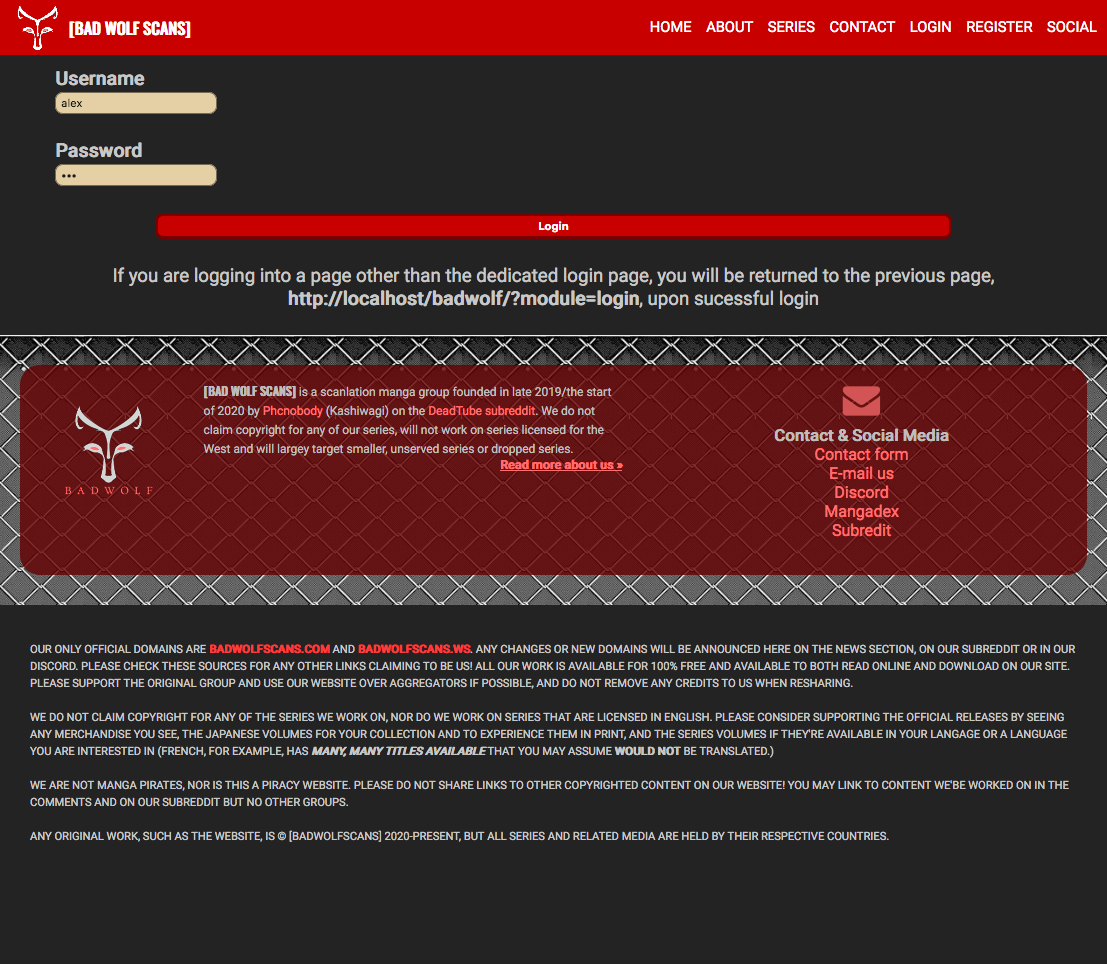 [BAD WOLF SCANS]
HOME ABOUT SERIES CONTACT LOGIN REGISTER SOCIAL
Username
alex
Password
•••
Login
If you are logging into a page other than the dedicated login page, you will be returned to the previous page,
http://localhost/badwolf/?module=login, upon sucessful login
BADWOLF
[BAD WOLF SCANS] is a scanlation manga group founded in late 2019/the start
of 2020 by Phcnobody (Kashiwagi) on the DeadTube subreddit. We do not
claim copyright for any of our series, will not work on series licensed for the
West and will largey target smaller, unserved series or dropped series.
Read more about us »
Contact & Social Media
Contact form
E-mail us
Discord
Mangadex
Subredit
OUR ONLY OFFICIAL DOMAINS ARE BADWOLFSCANS.COM AND BADWOLFSCANS.WS. ANY CHANGES OR NEW DOMAINS WILL BE ANNOUNCED HERE ON THE NEWS SECTION, ON OUR SUBREDDIT OR IN OUR
DISCORD. PLEASE CHECK THESE SOURCES FOR ANY OTHER LINKS CLAIMING TO BE US! ALL OUR WORK IS AVAILABLE FOR 100% FREE AND AVAILABLE TO BOTH READ ONLINE AND DOWNLOAD ON OUR SITE.
PLEASE SUPPORT THE ORIGINAL GROUP AND USE OUR WEBSITE OVER AGGREGATORS IF POSSIBLE, AND DO NOT REMOVE ANY CREDITS TO US WHEN RESHARING.
WE DO NOT CLAIM COPYRIGHT FOR ANY OF THE SERIES WE WORK ON, NOR DO WE WORK ON SERIES THAT ARE LICENSED IN ENGLISH. PLEASE CONSIDER SUPPORTING THE OFFICIAL RELEASES BY SEEING
ANY MERCHANDISE YOU SEE, THE JAPANESE VOLUMES FOR YOUR COLLECTION AND TO EXPERIENCE THEM IN PRINT, AND THE SERIES VOLUMES IF THEY'RE AVAILABLE IN YOUR LANGAGE OR A LANGUAGE
YOU ARE INTERESTED IN (FRENCH, FOR EXAMPLE, HAS MANY, MANY TITLES AVAILABLE THAT YOU MAY ASSUME WOULD NOT BE TRANSLATED.)
WE ARE NOT MANGA PIRATES, NOR IS THIS A PIRACY WEBSITE. PLEASE DO NOT SHARE LINKS TO OTHER COPYRIGHTED CONTENT ON OUR WEBSITE! YOU MAY LINK TO CONTENT WE'BE WORKED ON IN THE
COMMENTS AND ON OUR SUBREDDIT BUT NO OTHER GROUPS.
ANY ORIGINAL WORK, SUCH AS THE WEBSITE, IS © [BADWOLFSCANS] 2020-PRESENT, BUT ALL SERIES AND RELATED MEDIA ARE HELD BY THEIR RESPECTIVE COUNTRIES.